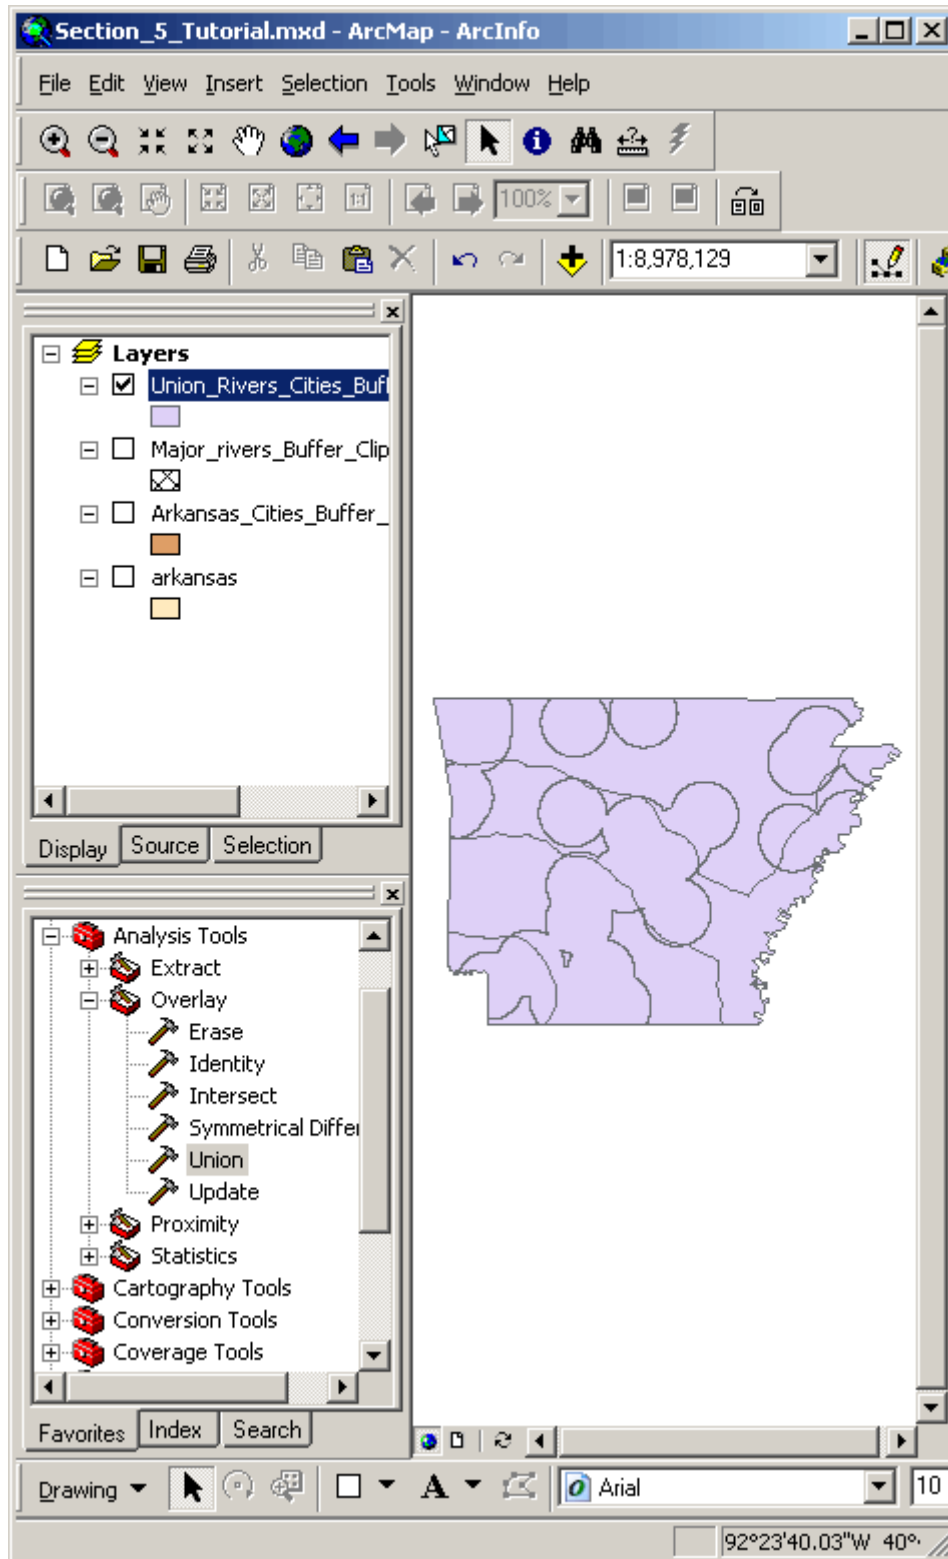 Section_5_Tutorial.mxd - ArcMap - ArcInfo
File Edit View Insert Selection Tools Window Help
1:1 100%
1:8,978,129
Layers
Union_Rivers_Cities_Buf
Major_rivers_Buffer_Clip
Arkansas_Cities_Buffer_
arkansas
Display Source Selection
Analysis Tools
Extract
Overlay
Erase
Identity
Intersect
Symmetrical Differ
Union
Update
Proximity
Statistics
Cartography Tools
Conversion Tools
Coverage Tools
Favorites Index Search
Drawing A Arial 10
92°23'40.03"W 40°